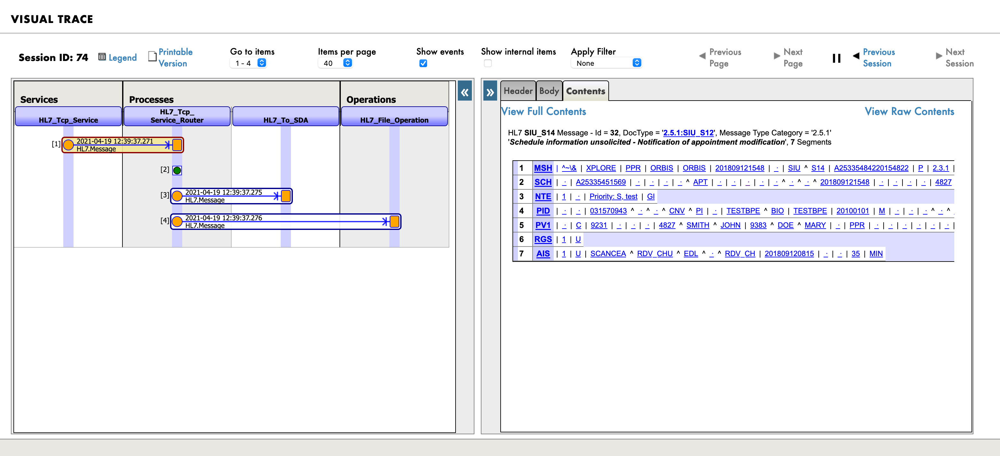 VISUAL TRACE
Session ID: 74
Legend
Printable
Version
Go to items
1 - 4
Items per page
40
Show events
Show internal items
Apply Filter
None
Previous
Page
Next
Page
Previous
Session
Next
Session
Services
Processes
Operations
HL7_Tcp_Service
HL7_Tcp_
Service_Router
HL7_To_SDA
HL7_File_Operation
[1] 2021-04-19 12:39:37.271
HL7.Message
[2]
[3] 2021-04-19 12:39:37.275
HL7.Message
[4] 2021-04-19 12:39:37.276
HL7.Message
«
»
Header
Body
Contents
View Full Contents
View Raw Contents
HL7 SIU_S14 Message - Id = 32, DocType = '2.5.1:SIU_S12', Message Type Category = '2.5.1'
'Schedule information unsolicited - Notification of appointment modification', 7 Segments
1 MSH | ^~\& | XPLORE | PPR | ORBIS | ORBIS | 201809121548 | · | SIU ^ S14 | A25335484220154822 | P | 2.3.1 |
2 SCH | · | A25335451569 | · | · | · | · ^ APT | · | · | · | · | · ^ · ^ · ^ 201809121548 | · | · | · | · | 4827
3 NTE | 1 | · | Priority: S, test | GI
4 PID | · | · | 031570943 ^ · ^ · ^ CNV ^ PI | · | TESTBPE ^ BIO | TESTBPE | 20100101 | M | · | · | · ^ · ^ .
5 PV1 | · | C | 9231 | · | · | · | 4827 ^ SMITH ^ JOHN | 9383 ^ DOE ^ MARY | · | PPR | · | · | · | · | · | · |
6 RGS | 1 | U
7 AIS | 1 | U | SCANCEA ^ RDV_CHU ^ EDL ^ · ^ RDV_CH | 201809120815 | · | · | 35 | MIN